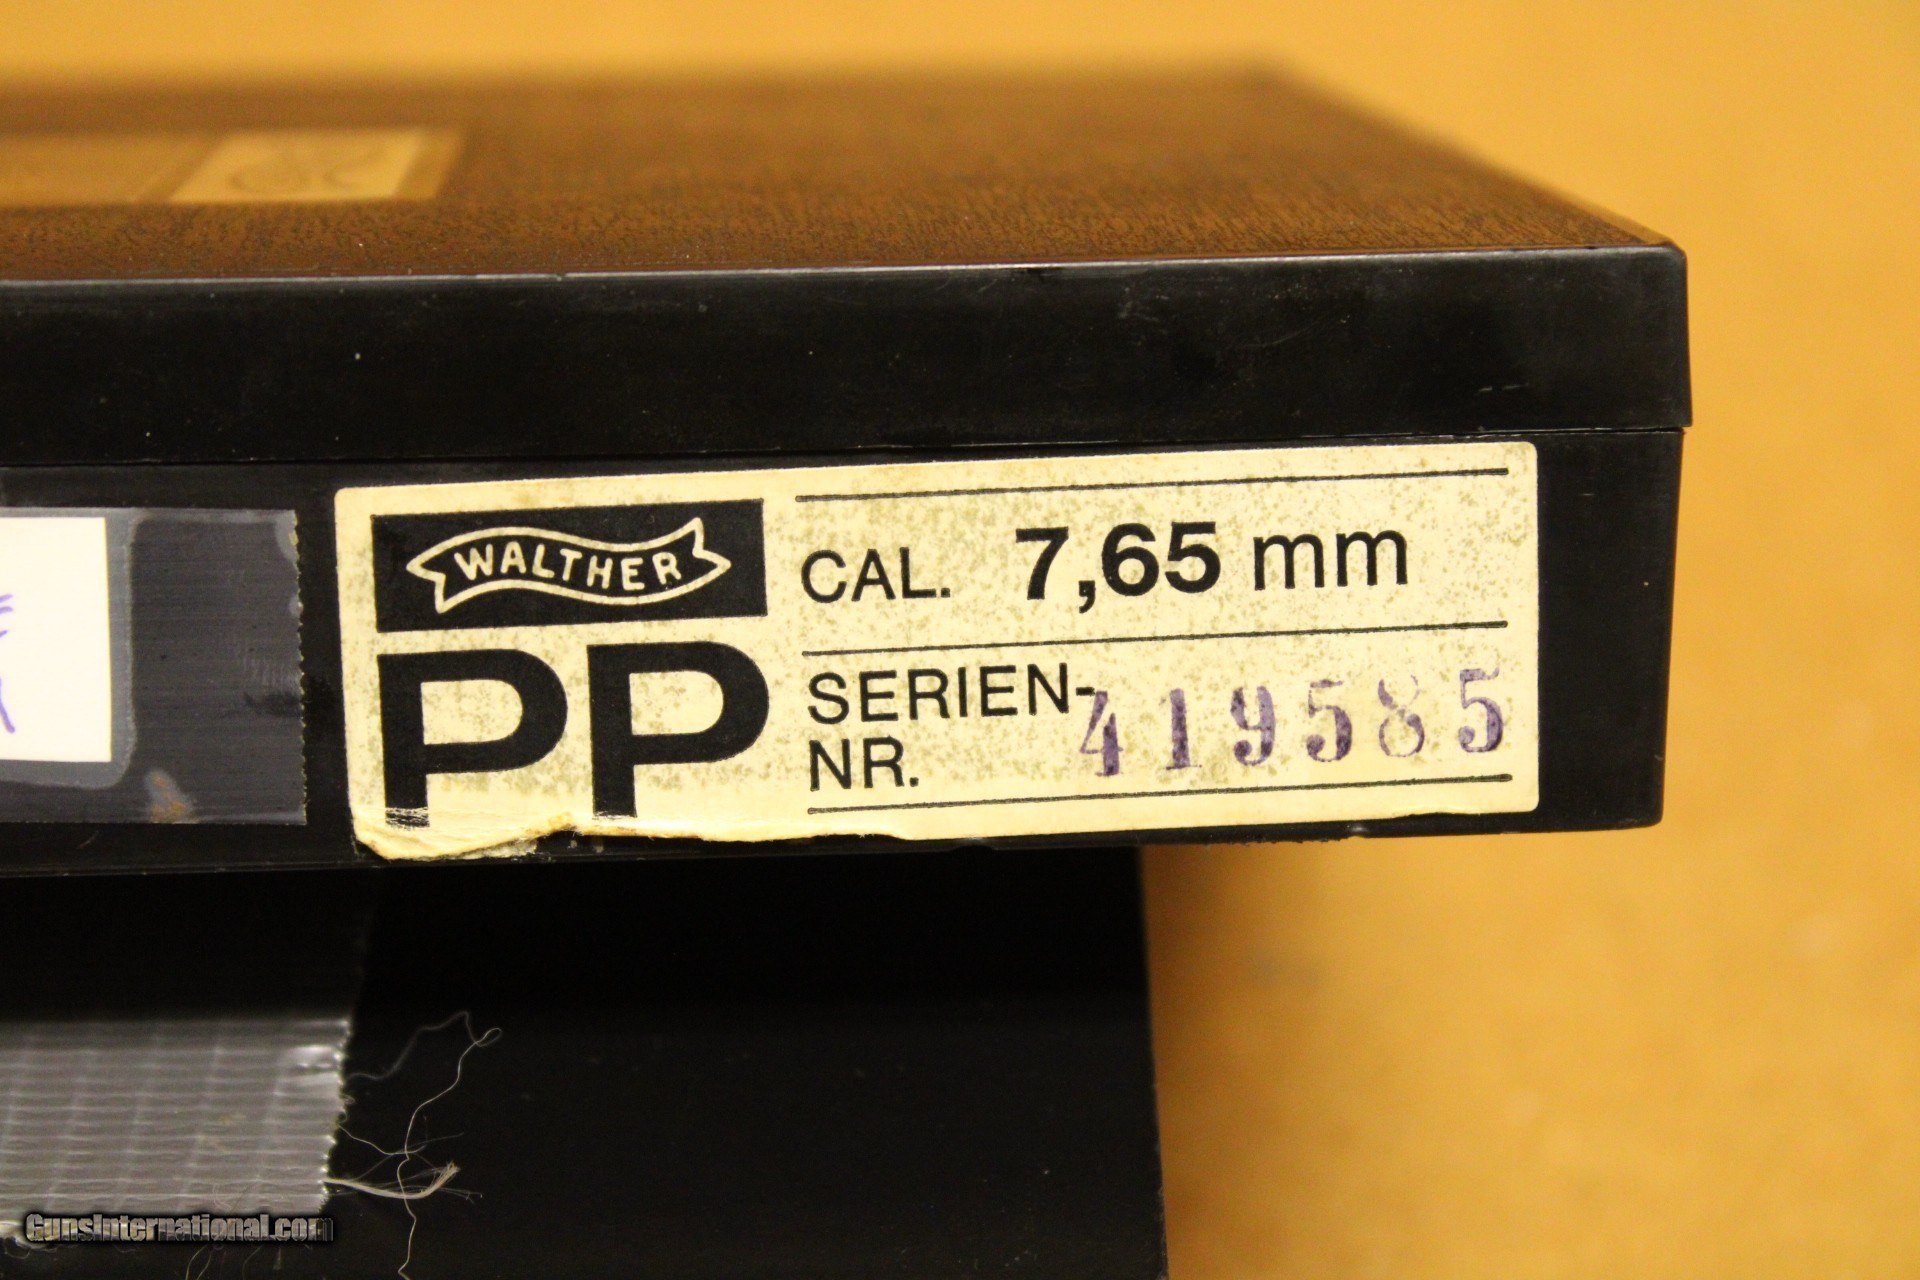 WALTHER
PP
CAL. 7,65 mm
SERIEN-
NR. 419585
GunsInternational.com